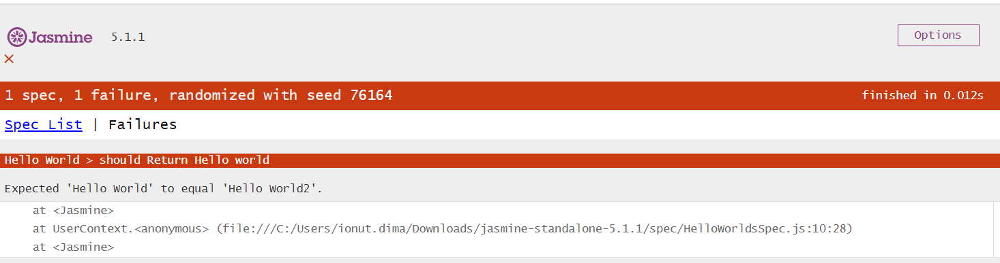 Jasmine 5.1.1 Options
×
1 spec, 1 failure, randomized with seed 76164 finished in 0.012s
Spec List | Failures
Hello World > should Return Hello world
Expected 'Hello World' to equal 'Hello World2'.
at <Jasmine>
at UserContext.<anonymous> (file:///C:/Users/ionut.dima/Downloads/jasmine-standalone-5.1.1/spec/HelloWorldsSpec.js:10:28)
at <Jasmine>